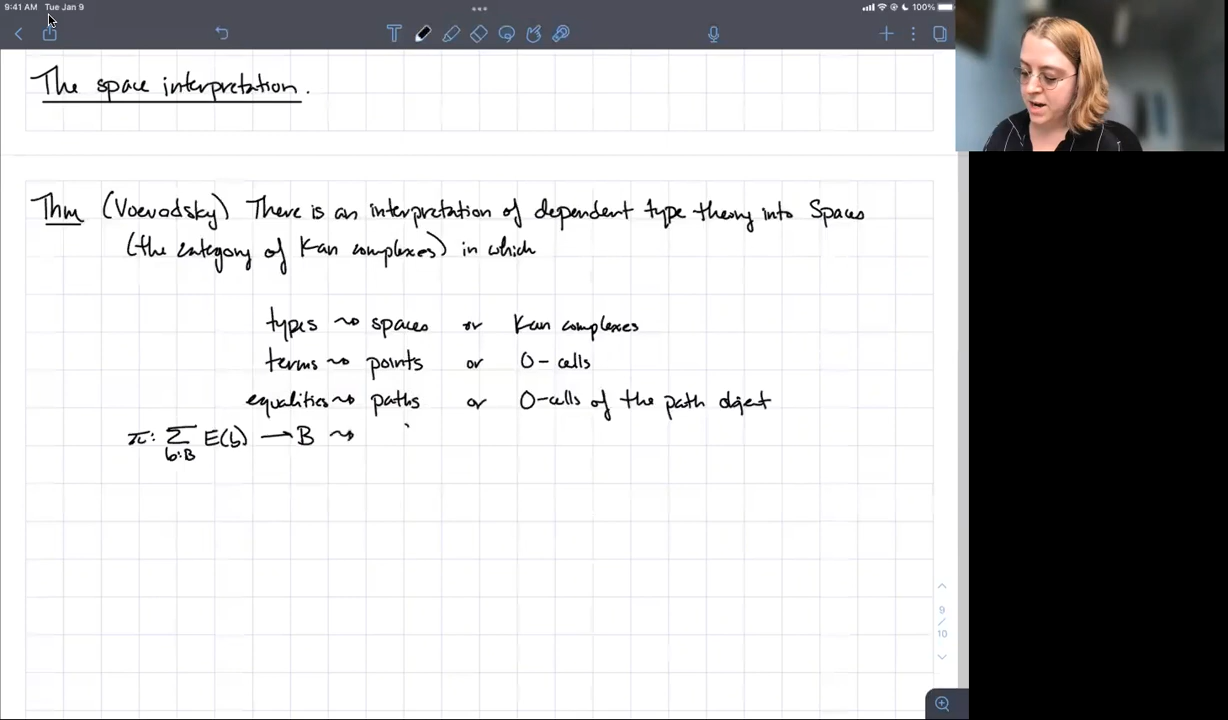 9:41 AM Tue Jan 9
100%
The space interpretation.
Thm (Voevodsky) There is an interpretation of dependent type theory into Spaces
(the category of Kan complexes) in which
types ⇝ spaces or Kan complexes
terms ⇝ points or 0-cells
equalities ⇝ paths or 0-cells of the path object
π: Σ E(b) → B ⇝
b:B
9
/
10